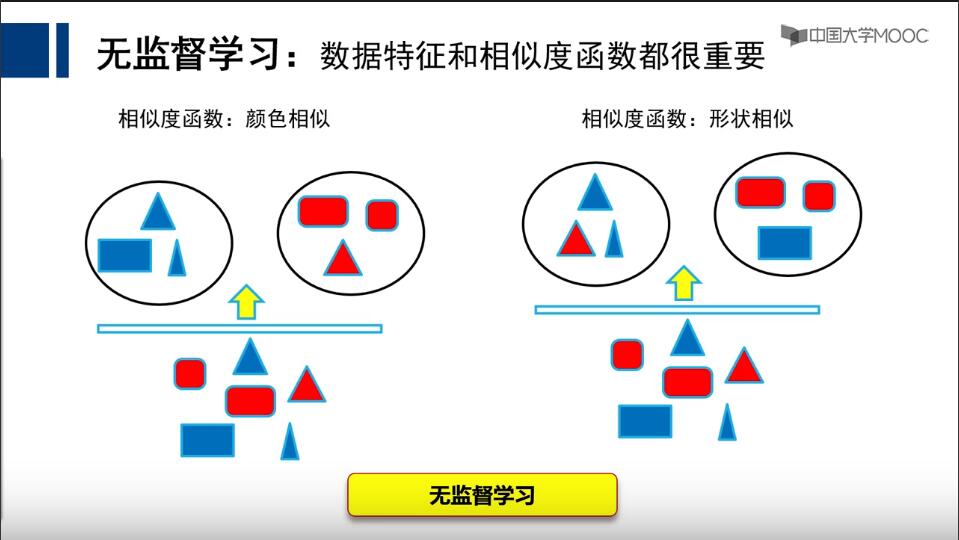 无监督学习：数据特征和相似度函数都很重要
中国大学MOOC
相似度函数：颜色相似
相似度函数：形状相似
无监督学习